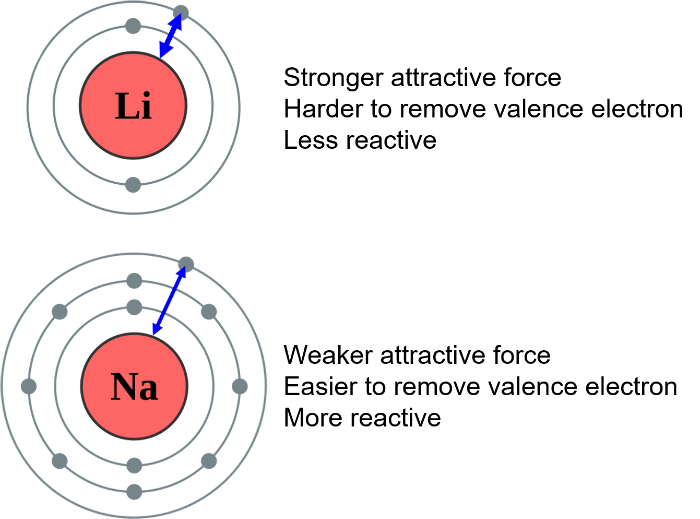 Li
Stronger attractive force
Harder to remove valence electron
Less reactive
Na
Weaker attractive force
Easier to remove valence electron
More reactive